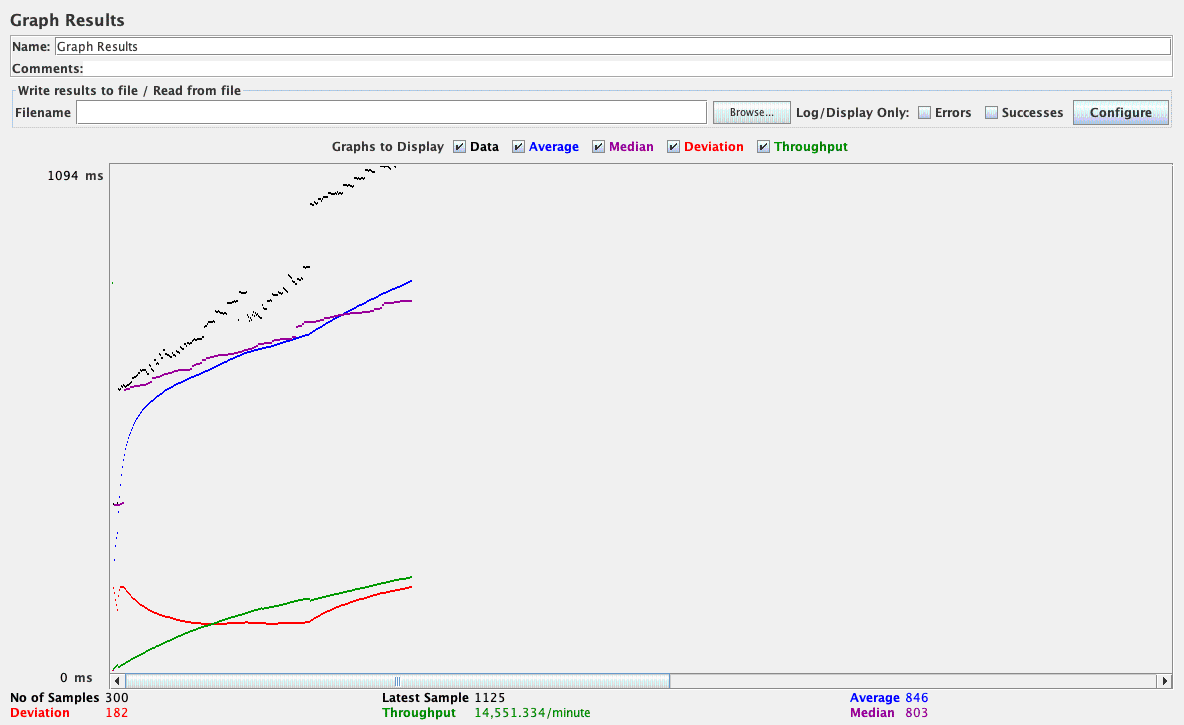 Graph Results
Name: Graph Results
Comments:
Write results to file / Read from file
Filename Browse... Log/Display Only: Errors Successes Configure
Graphs to Display Data Average Median Deviation Throughput
1094 ms
0 ms
No of Samples 300 Latest Sample 1125 Average 846
Deviation 182 Throughput 14,551.334/minute Median 803